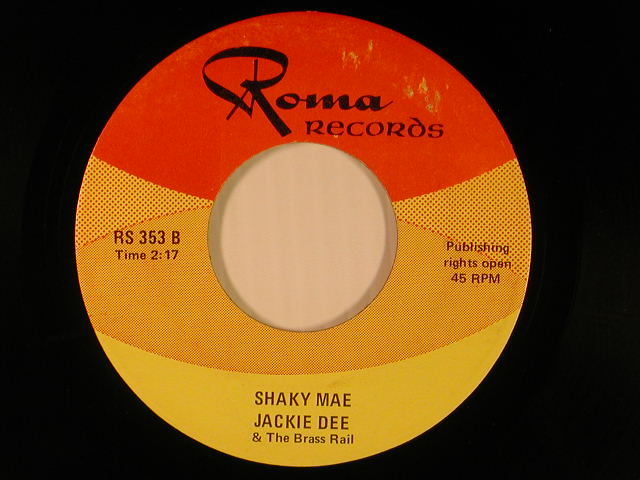 Roma
RECORDS
RS 353 B
Time 2:17
Publishing
rights open
45 RPM
SHAKY MAE
JACKIE DEE
& The Brass Rail